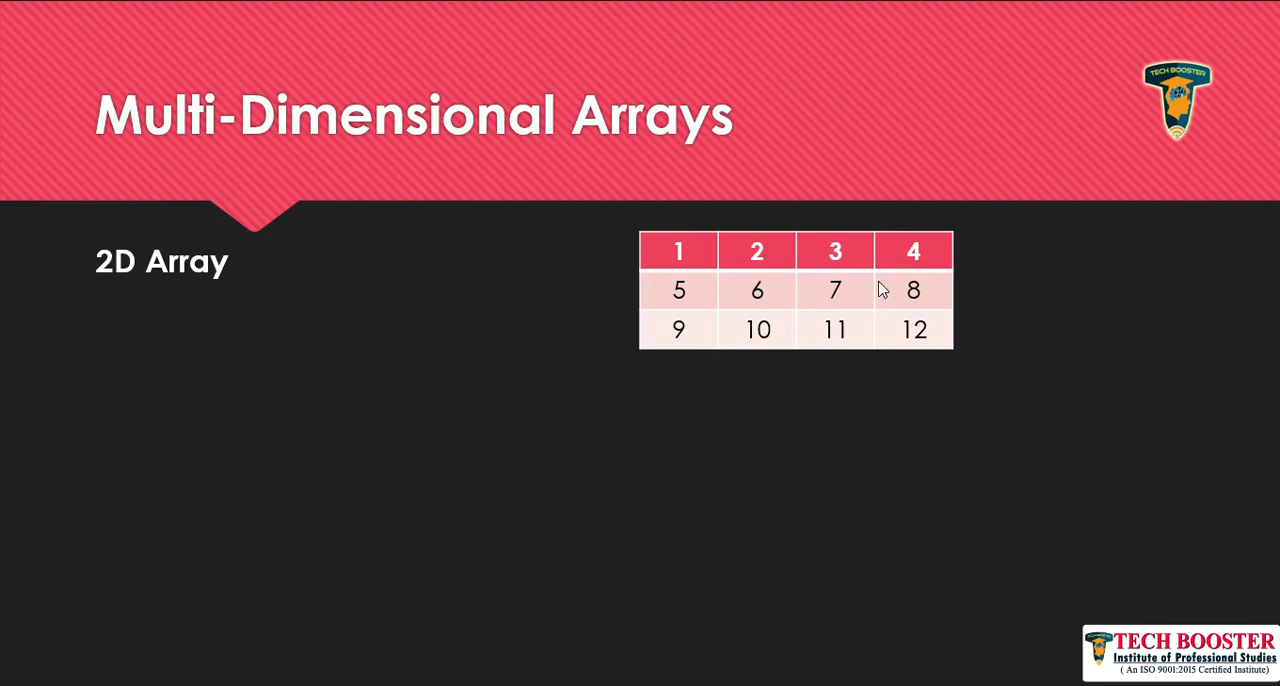 TECH BOOSTER
Multi-Dimensional Arrays
2D Array
1 2 3 4
5 6 7 8
9 10 11 12
TECH BOOSTER
Institute of Professional Studies
( An ISO 9001:2015 Certified Institute)